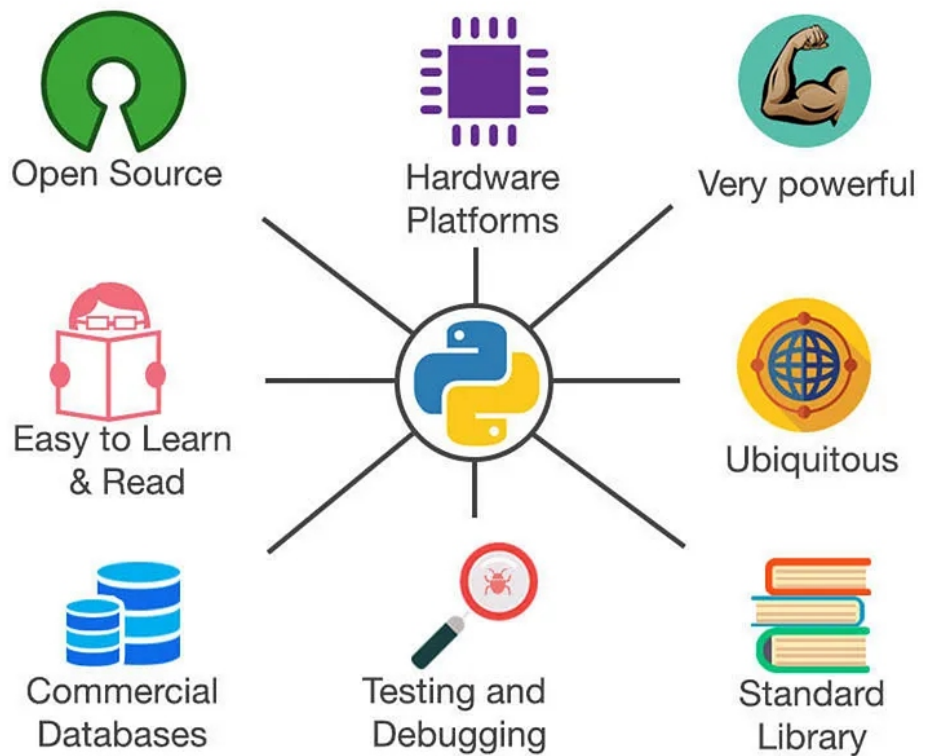 Open Source
Hardware
Platforms
Very powerful
Easy to Learn
& Read
Ubiquitous
Commercial
Databases
Testing and
Debugging
Standard
Library